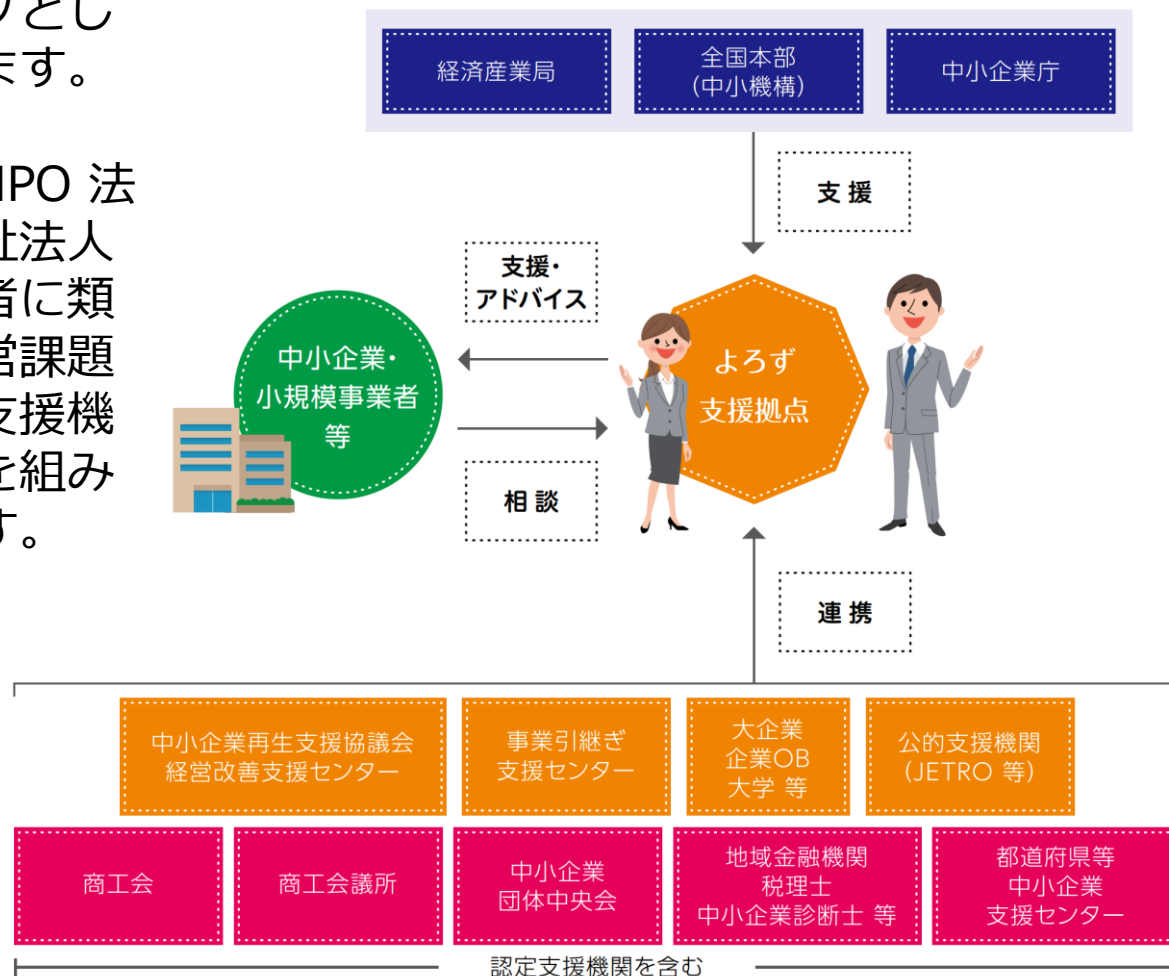 プとし
ます。
NPO 法
祉法人
者に類
営課題
支援機
を組み
す。
経済産業局
全国本部
(中小機構)
中小企業庁
支 援
支援・
アドバイス
中小企業・
小規模事業者
等
よろず
支援拠点
相 談
連 携
中小企業再生支援協議会
経営改善支援センター
事業引継ぎ
支援センター
大企業
企業OB
大学 等
公的支援機関
(JETRO 等)
商工会
商工会議所
中小企業
団体中央会
地域金融機関
税理士
中小企業診断士 等
都道府県等
中小企業
支援センター
認定支援機関を含む